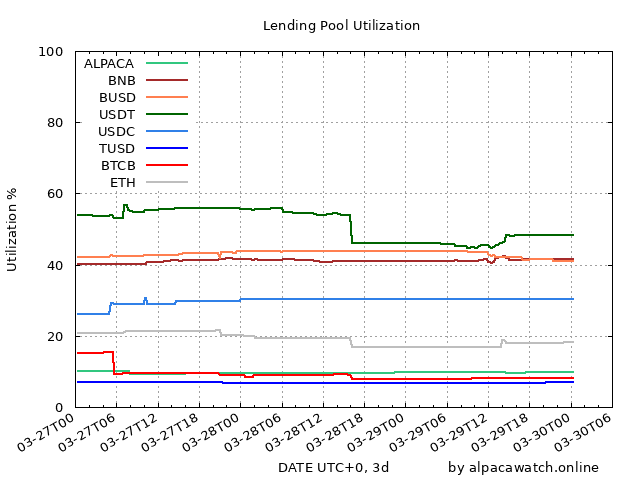 Lending Pool Utilization
100
80
60
40
20
0
Utilization %
ALPACA
BNB
BUSD
USDT
USDC
TUSD
BTCB
ETH
03-27T00
03-27T06
03-27T12
03-27T18
03-28T00
03-28T06
03-28T12
03-28T18
03-29T00
03-29T06
03-29T12
03-29T18
03-30T00
03-30T06
DATE UTC+0, 3d
by alpacawatch.online